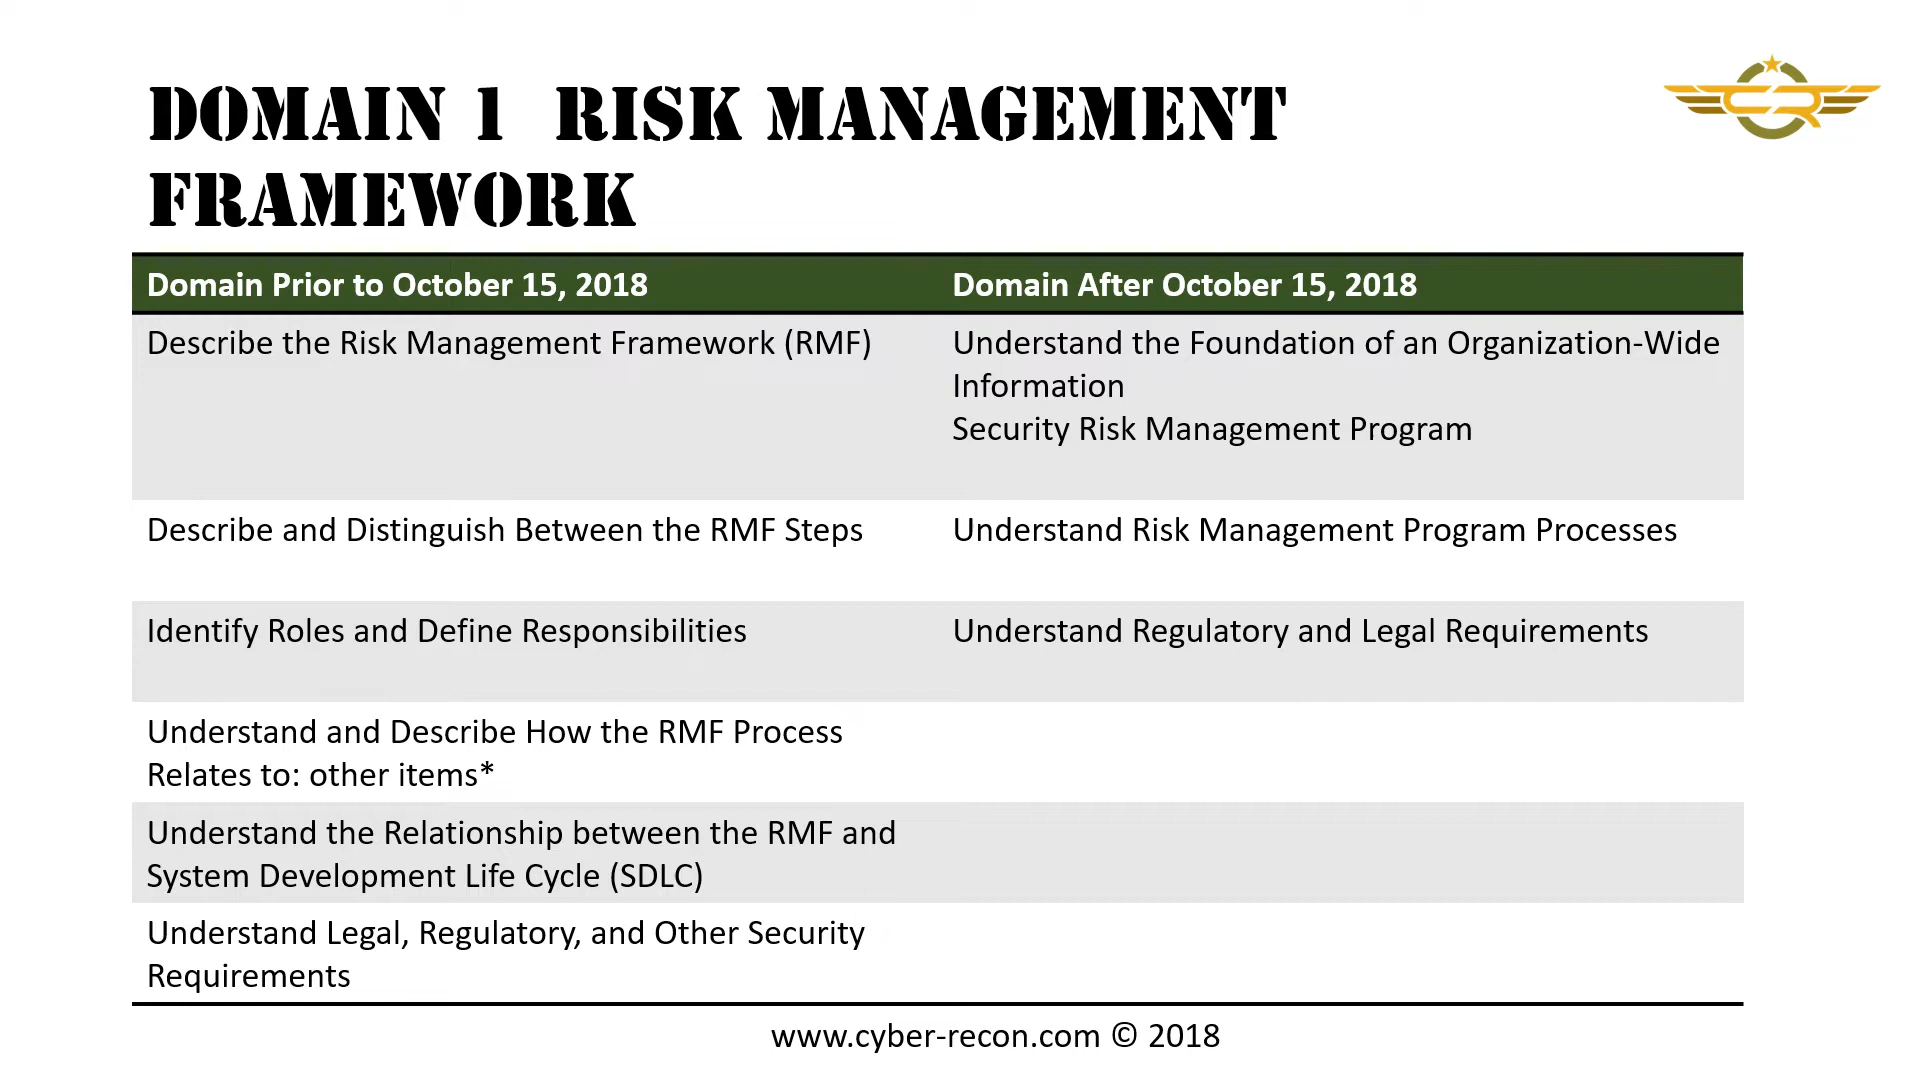 DOMAIN 1 RISK MANAGEMENT
FRAMEWORK
CR
Domain Prior to October 15, 2018
Domain After October 15, 2018
Describe the Risk Management Framework (RMF)
Understand the Foundation of an Organization-Wide
Information
Security Risk Management Program
Describe and Distinguish Between the RMF Steps
Understand Risk Management Program Processes
Identify Roles and Define Responsibilities
Understand Regulatory and Legal Requirements
Understand and Describe How the RMF Process
Relates to: other items*
Understand the Relationship between the RMF and
System Development Life Cycle (SDLC)
Understand Legal, Regulatory, and Other Security
Requirements
www.cyber-recon.com © 2018